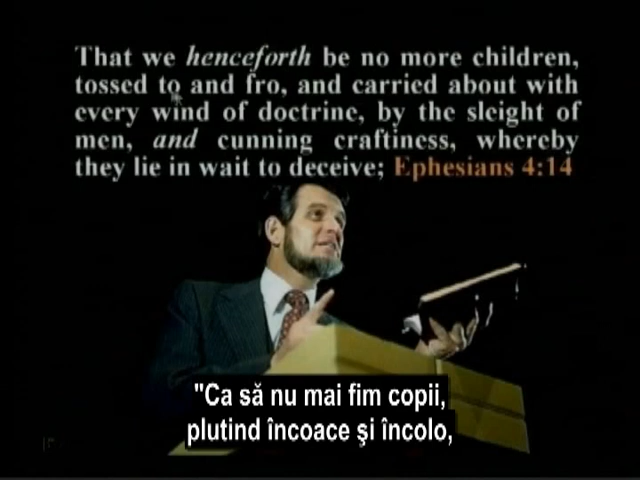 That we henceforth be no more children,
tossed to and fro, and carried about with
every wind of doctrine, by the sleight of
men, and cunning craftiness, whereby
they lie in wait to deceive; Ephesians 4:14
"Ca să nu mai fim copii,
plutind încoace şi încolo,